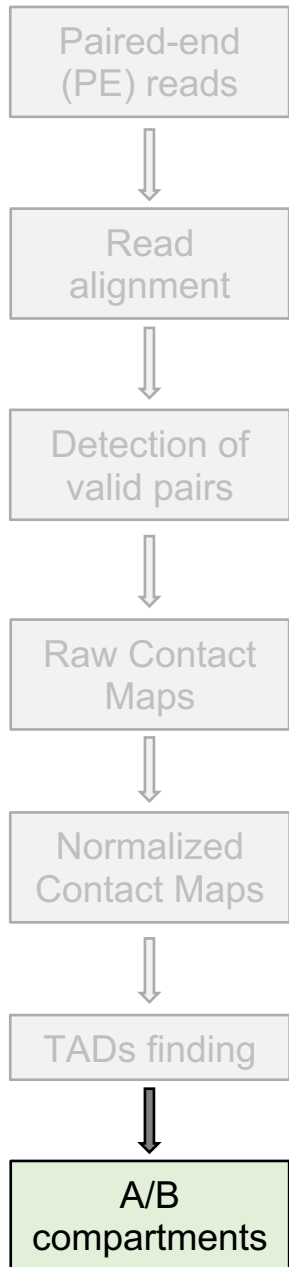 Paired-end
(PE) reads
Read
alignment
Detection of
valid pairs
Raw Contact
Maps
Normalized
Contact Maps
TADs finding
A/B
compartments